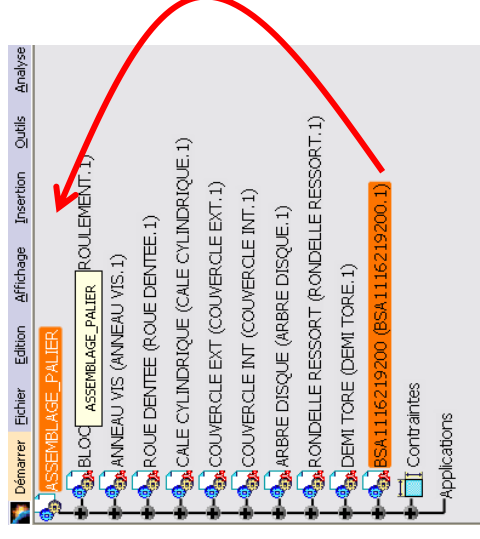 Démarrer Fichier Edition Affichage Insertion Outils Analyse
ASSEMBLAGE_PALIER
BLOC ROULEMENT.1)
ASSEMBLAGE_PALIER
ANNEAU VIS (ANNEAU VIS.1)
ROUE DENTEE (ROUE DENTEE.1)
CALE CYLINDRIQUE (CALE CYLINDRIQUE.1)
COUVERCLE EXT (COUVERCLE EXT.1)
COUVERCLE INT (COUVERCLE INT.1)
ARBRE DISQUE (ARBRE DISQUE.1)
RONDELLE RESSORT (RONDELLE RESSORT.1)
DEMI TORE (DEMI TORE.1)
BSA1116219200 (BSA1116219200.1)
Contraintes
Applications